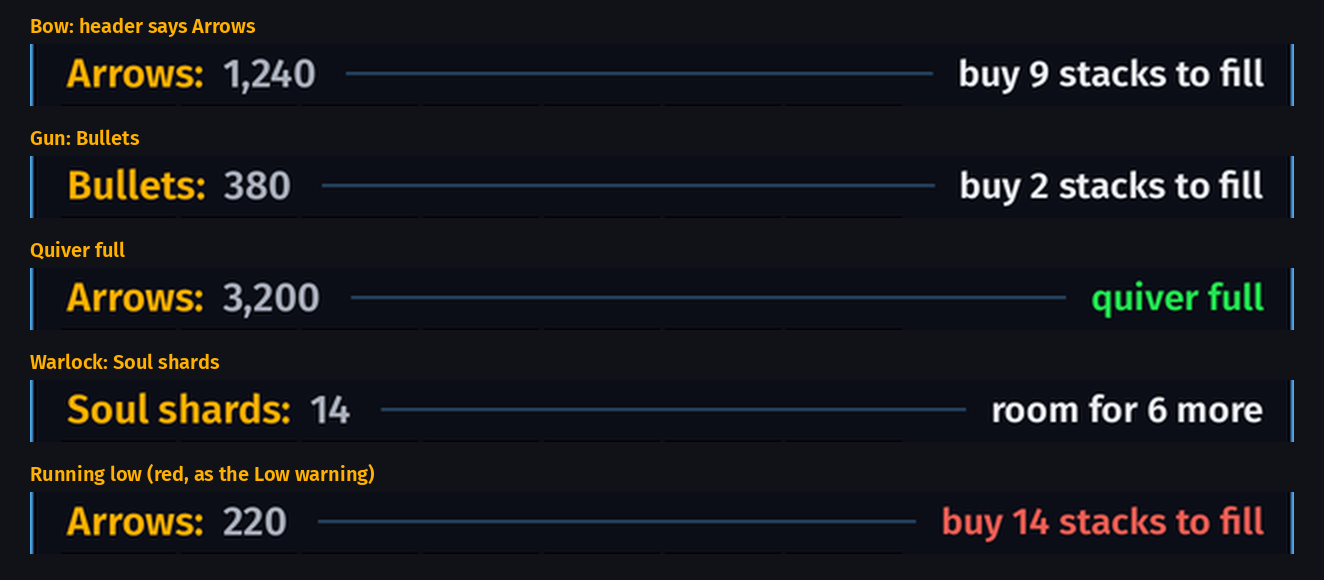 Bow: header says Arrows
Arrows: 1,240 buy 9 stacks to fill
Gun: Bullets
Bullets: 380 buy 2 stacks to fill
Quiver full
Arrows: 3,200 quiver full
Warlock: Soul shards
Soul shards: 14 room for 6 more
Running low (red, as the Low warning)
Arrows: 220 buy 14 stacks to fill